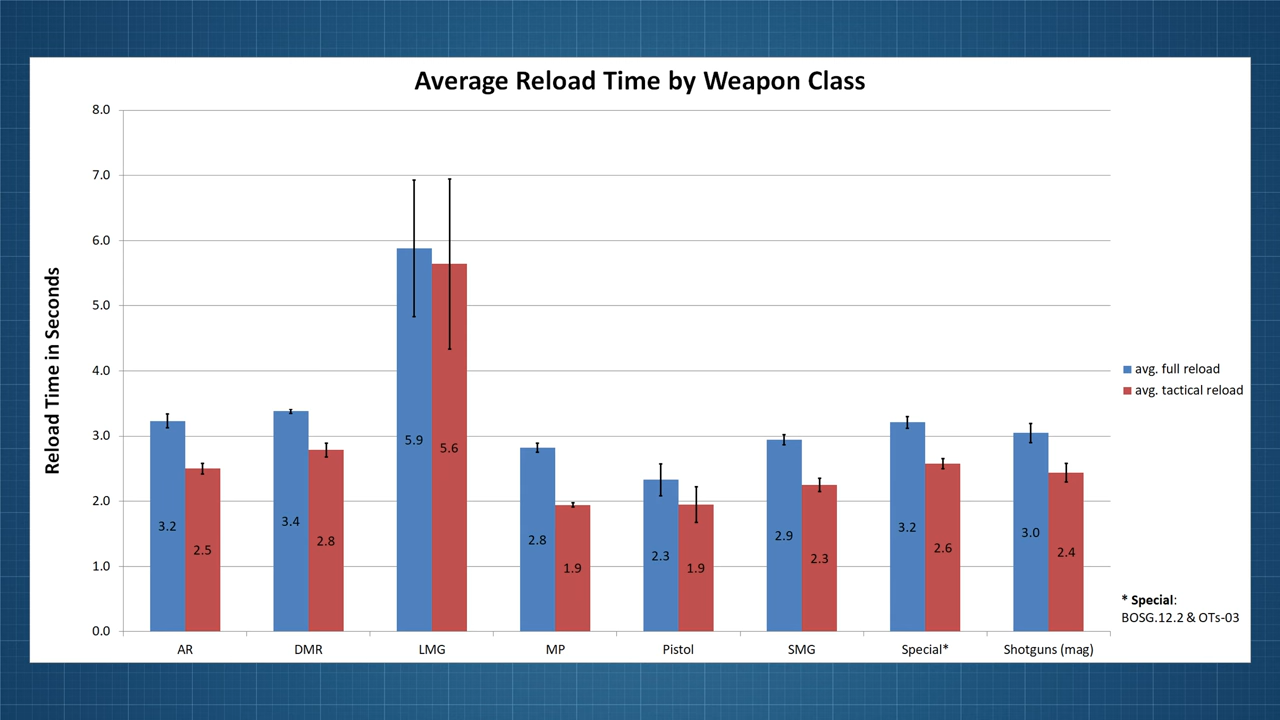 Average Reload Time by Weapon Class
8.0
7.0
6.0
5.0
4.0
3.0
2.0
1.0
0.0
Reload Time in Seconds
3.2
2.5
3.4
2.8
5.9
5.6
2.8
1.9
2.3
1.9
2.9
2.3
3.2
2.6
3.0
2.4
AR
DMR
LMG
MP
Pistol
SMG
Special*
Shotguns (mag)
avg. full reload
avg. tactical reload
* Special:
BOSG.12.2 & OTs-03